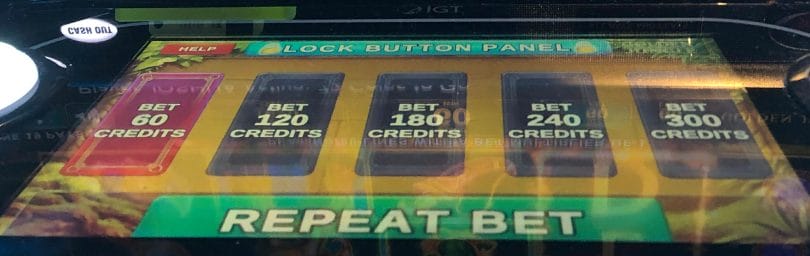 IGT
CASH OUT
HELP
LOCK BUTTON PANEL
BET
60
CREDITS
BET
120
CREDITS
BET
180
CREDITS
BET
240
CREDITS
BET
300
CREDITS
REPEAT BET